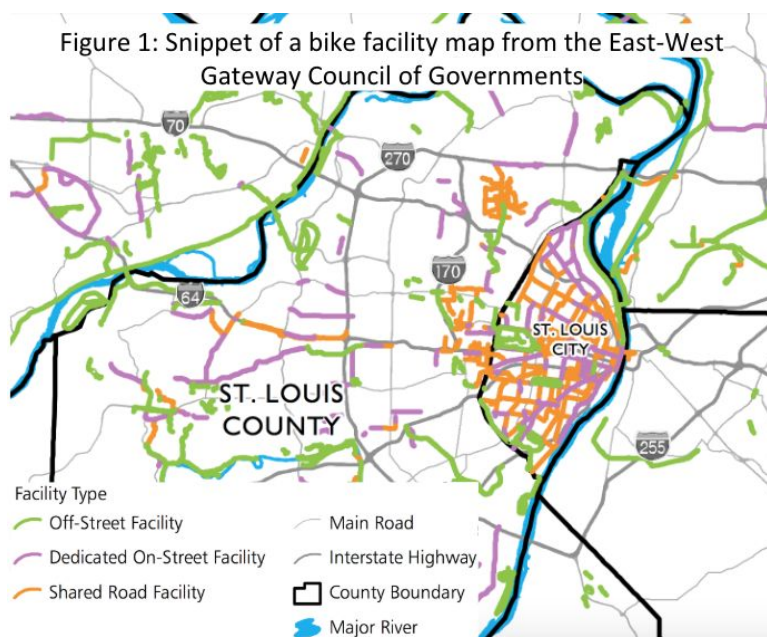 Figure 1: Snippet of a bike facility map from the East-West
Gateway Council of Governments
70
270
170
64
ST. LOUIS
CITY
ST. LOUIS
COUNTY
255
Facility Type
Off-Street Facility
Dedicated On-Street Facility
Shared Road Facility
Main Road
Interstate Highway
County Boundary
Major River